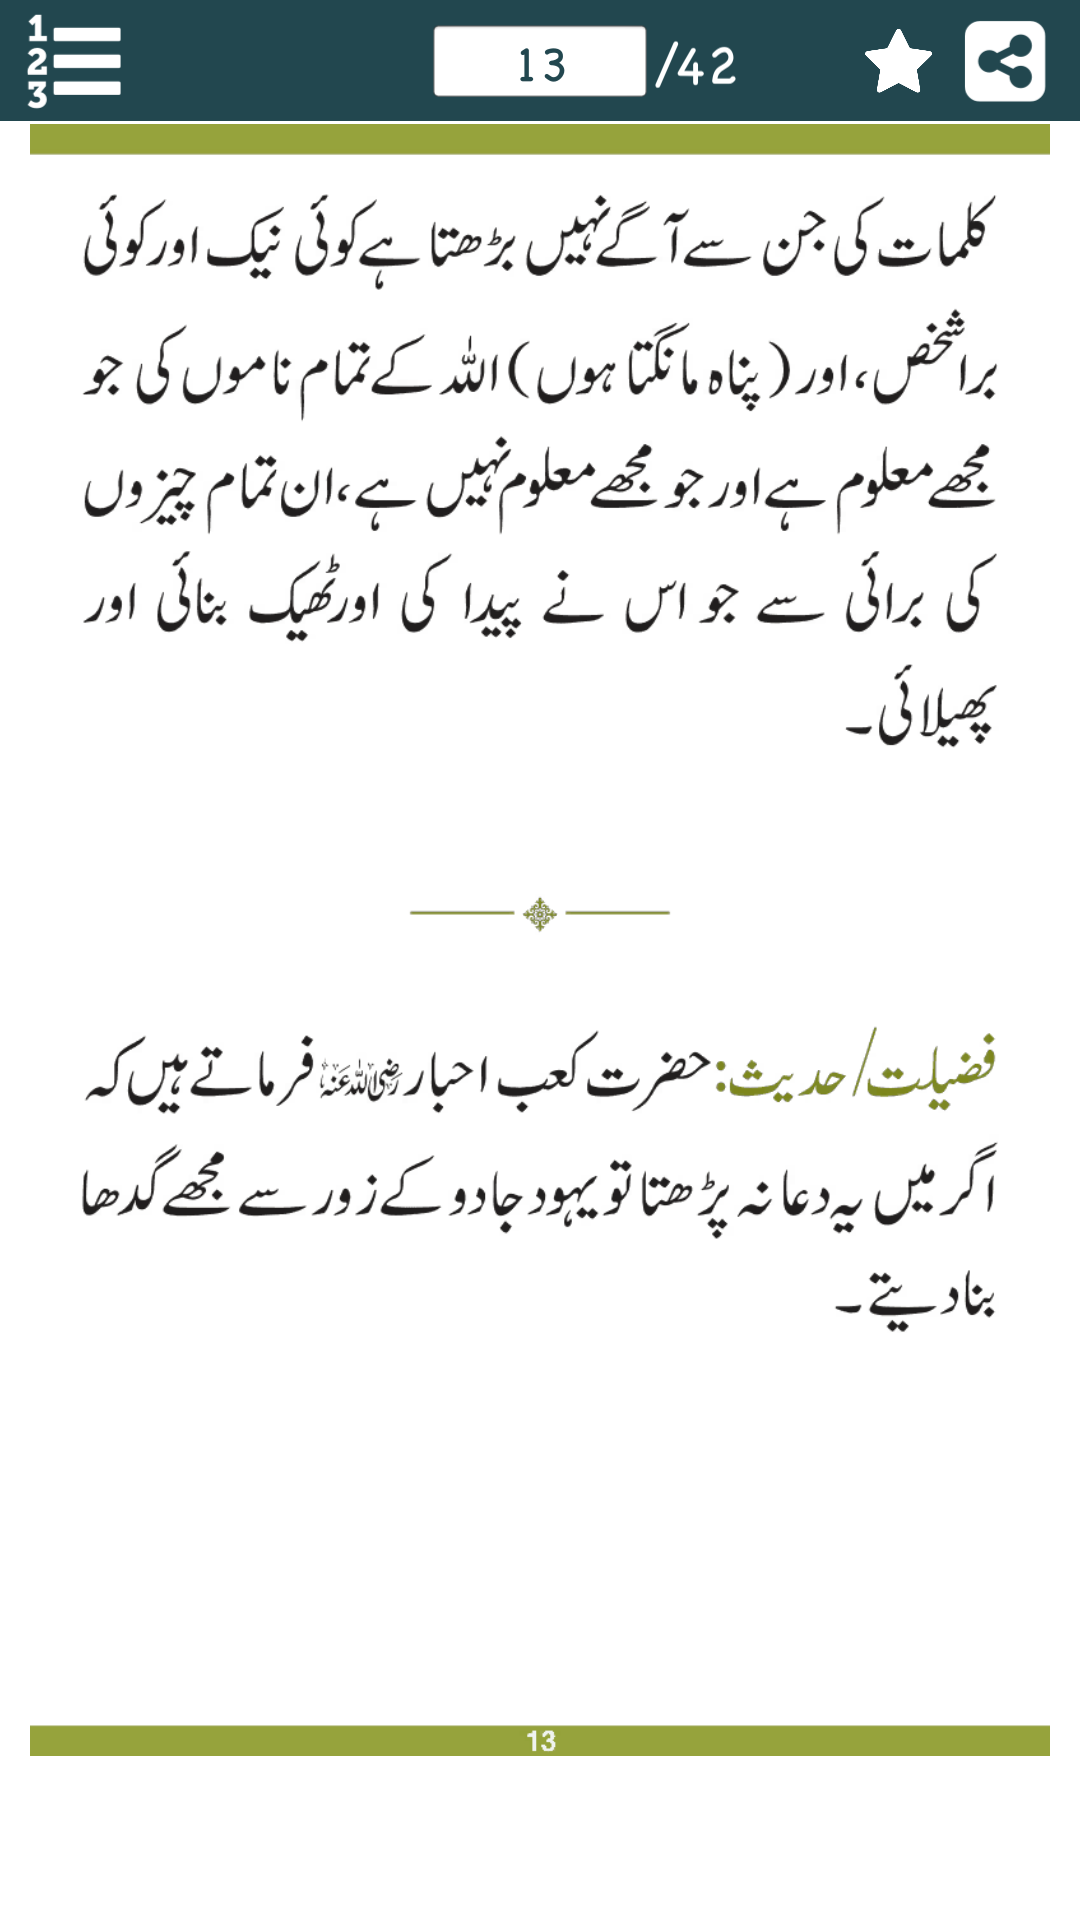 1
2
3
13 /42
کلمات کی جن سے آگے نہیں بڑھتا ہے کوئی نیک اور کوئی
برا شخص، اور (پناہ مانگتا ہوں) اللہ کے تمام ناموں کی جو
مجھے معلوم ہے اور جو مجھے معلوم نہیں ہے، ان تمام چیزوں
کی برائی سے جو اس نے پیدا کی اور ٹھیک بنائی اور
پھیلائی۔
فضیلت/حدیث: حضرت کعب احبار رضی اللہ عنہ فرماتے ہیں کہ
اگر میں یہ دعا نہ پڑھتا تو یہود جادو کے زور سے مجھے گدھا
بنا دیتے۔
13